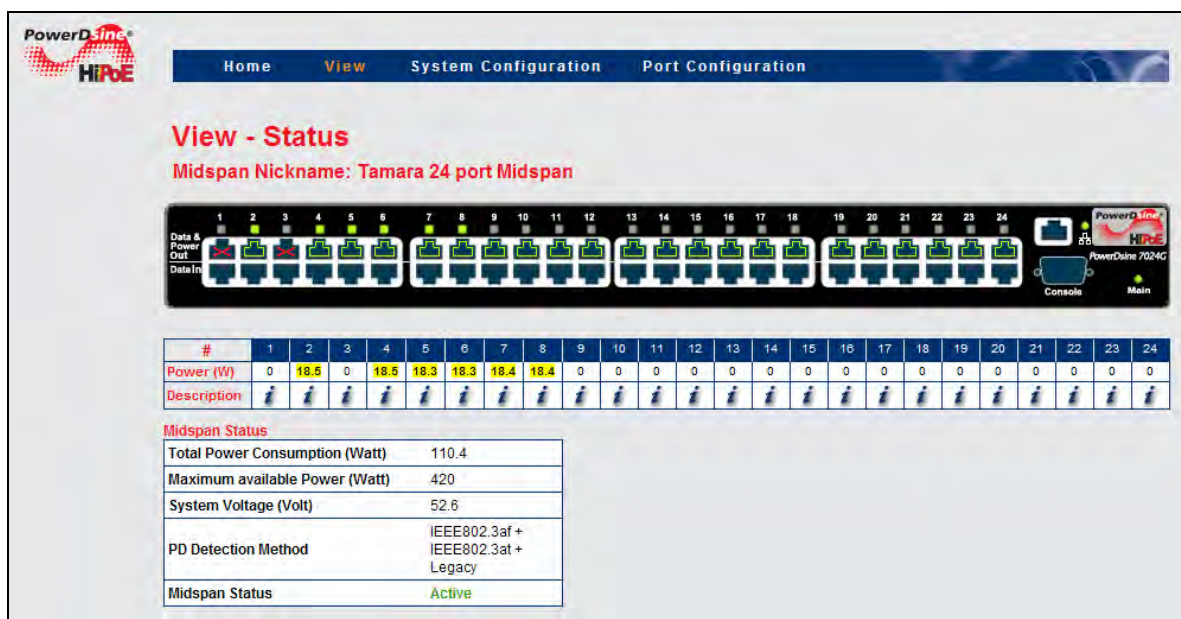 PowerDsine®
HiPoE
Home View System Configuration Port Configuration
View - Status
Midspan Nickname: Tamara 24 port Midspan
1 2 3 4 5 6 7 8 9 10 11 12 13 14 15 16 17 18 19 20 21 22 23 24
Data & Power Out
Data In
PowerDsine®
HiPoE
PowerDsine 7024G
Console
Main
# 1 2 3 4 5 6 7 8 9 10 11 12 13 14 15 16 17 18 19 20 21 22 23 24
Power (W) 0 18.5 0 18.5 18.3 18.3 18.4 18.4 0 0 0 0 0 0 0 0 0 0 0 0 0 0 0 0
Description i i i i i i i i i i i i i i i i i i i i i i i i
Midspan Status
Total Power Consumption (Watt) 110.4
Maximum available Power (Watt) 420
System Voltage (Volt) 52.6
PD Detection Method IEEE802.3af +
IEEE802.3at +
Legacy
Midspan Status Active